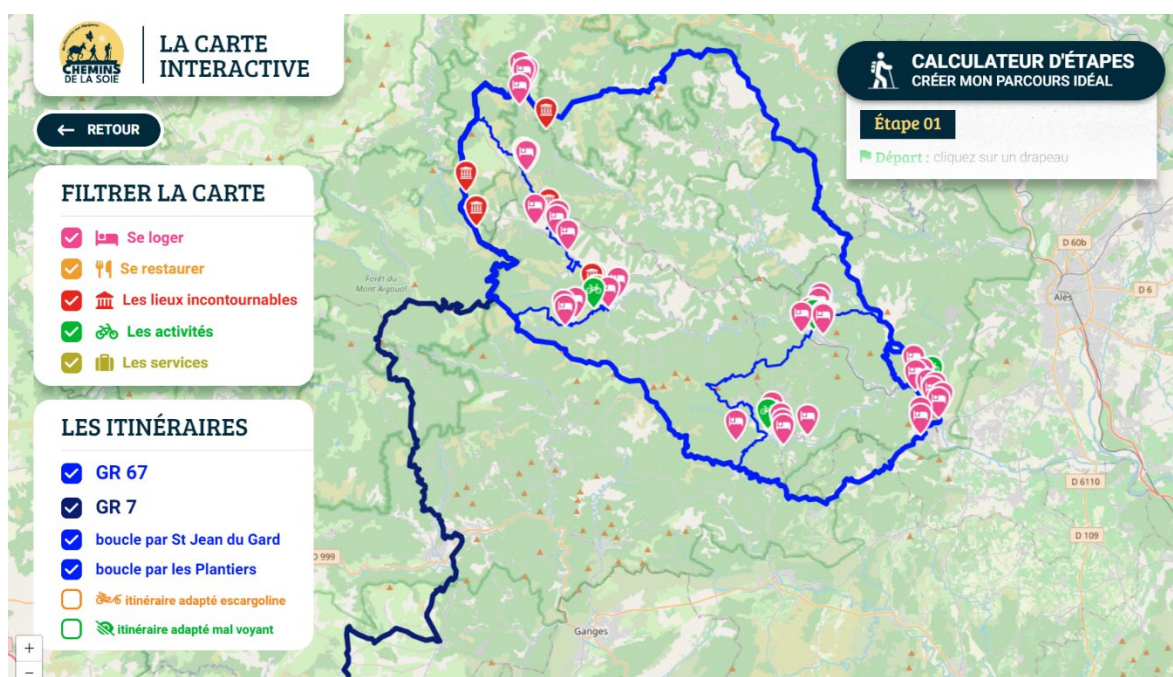 CHEMINS
DE LA SOIE
LA CARTE
INTERACTIVE
← RETOUR
FILTRER LA CARTE
Se loger
Se restaurer
Les lieux incontournables
Les activités
Les services
LES ITINÉRAIRES
GR 67
GR 7
boucle par St Jean du Gard
boucle par les Plantiers
itinéraire adapté escargoline
itinéraire adapté mal voyant
+
−
CALCULATEUR D'ÉTAPES
CRÉER MON PARCOURS IDÉAL
Étape 01
Départ : cliquez sur un drapeau
Forêt du
Mont Aigoual
D 60b
D 6
Alès
D 6110
D 109
D 999
Ganges